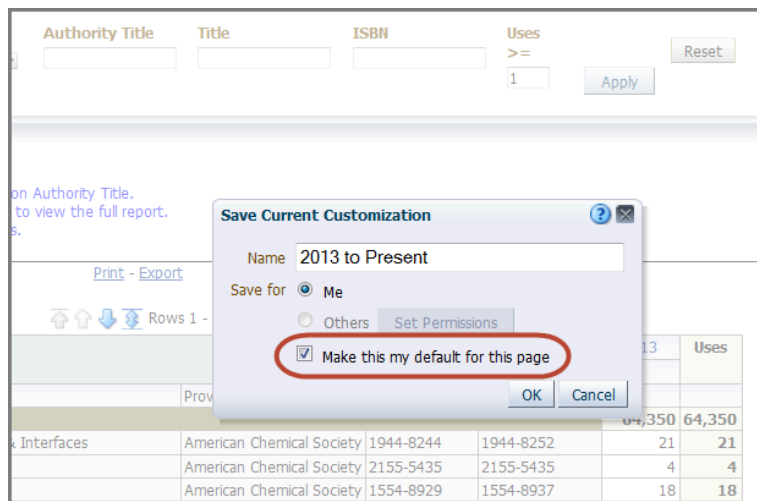 Authority Title Title ISBN Uses
>=
1
Reset
Apply
on Authority Title.
to view the full report.
s.
Save Current Customization
Name 2013 to Present
Save for Me
Others Set Permissions
Make this my default for this page
OK Cancel
Print - Export
Rows 1 -
13 Uses
Prov
64,350 64,350
& Interfaces American Chemical Society 1944-8244 1944-8252 21 21
American Chemical Society 2155-5435 2155-5435 4 4
American Chemical Society 1554-8929 1554-8937 18 18